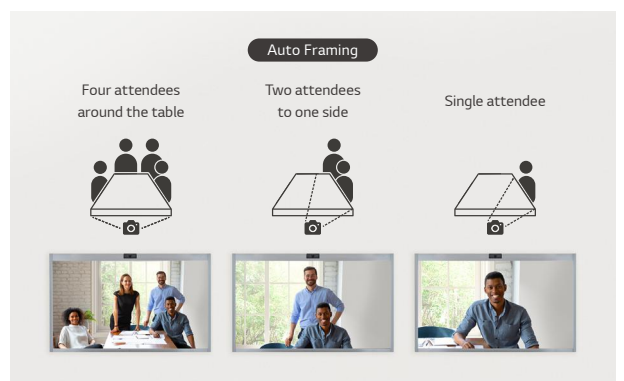 Auto Framing
Four attendees
around the table
Two attendees
to one side
Single attendee